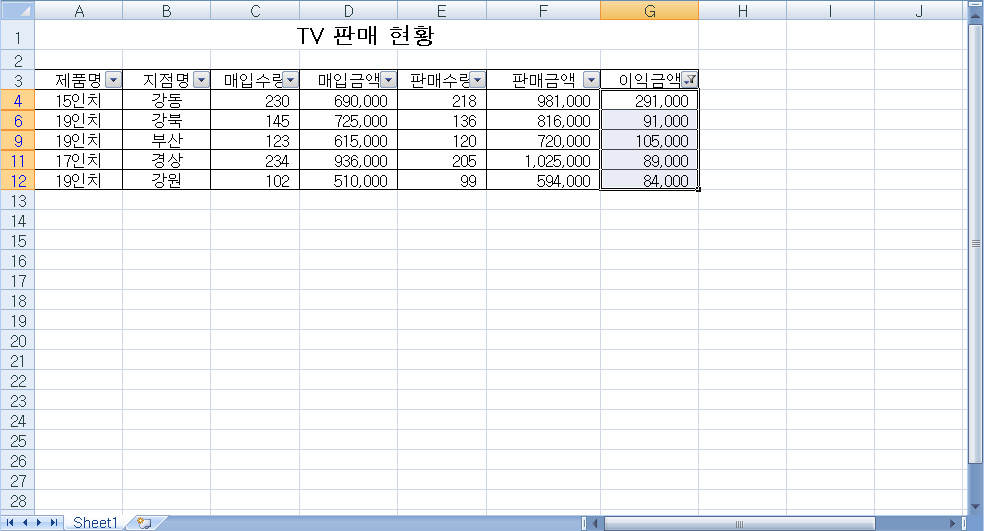 A B C D E F G H I J
1 TV 판매 현황
2
3 제품명 지점명 매입수량 매입금액 판매수량 판매금액 이익금액
4 15인치 강동 230 690,000 218 981,000 291,000
6 19인치 강북 145 725,000 136 816,000 91,000
9 19인치 부산 123 615,000 120 720,000 105,000
11 17인치 경상 234 936,000 205 1,025,000 89,000
12 19인치 강원 102 510,000 99 594,000 84,000
13
14
15
16
17
18
19
20
21
22
23
24
25
26
27
28
Sheet1